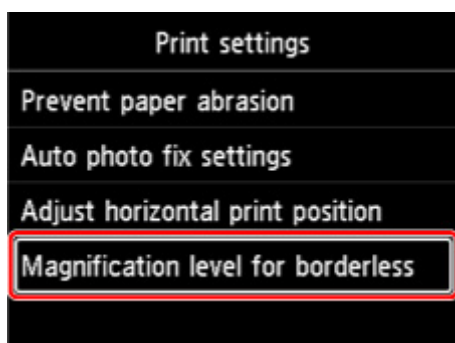 Print settings
Prevent paper abrasion
Auto photo fix settings
Adjust horizontal print position
Magnification level for borderless